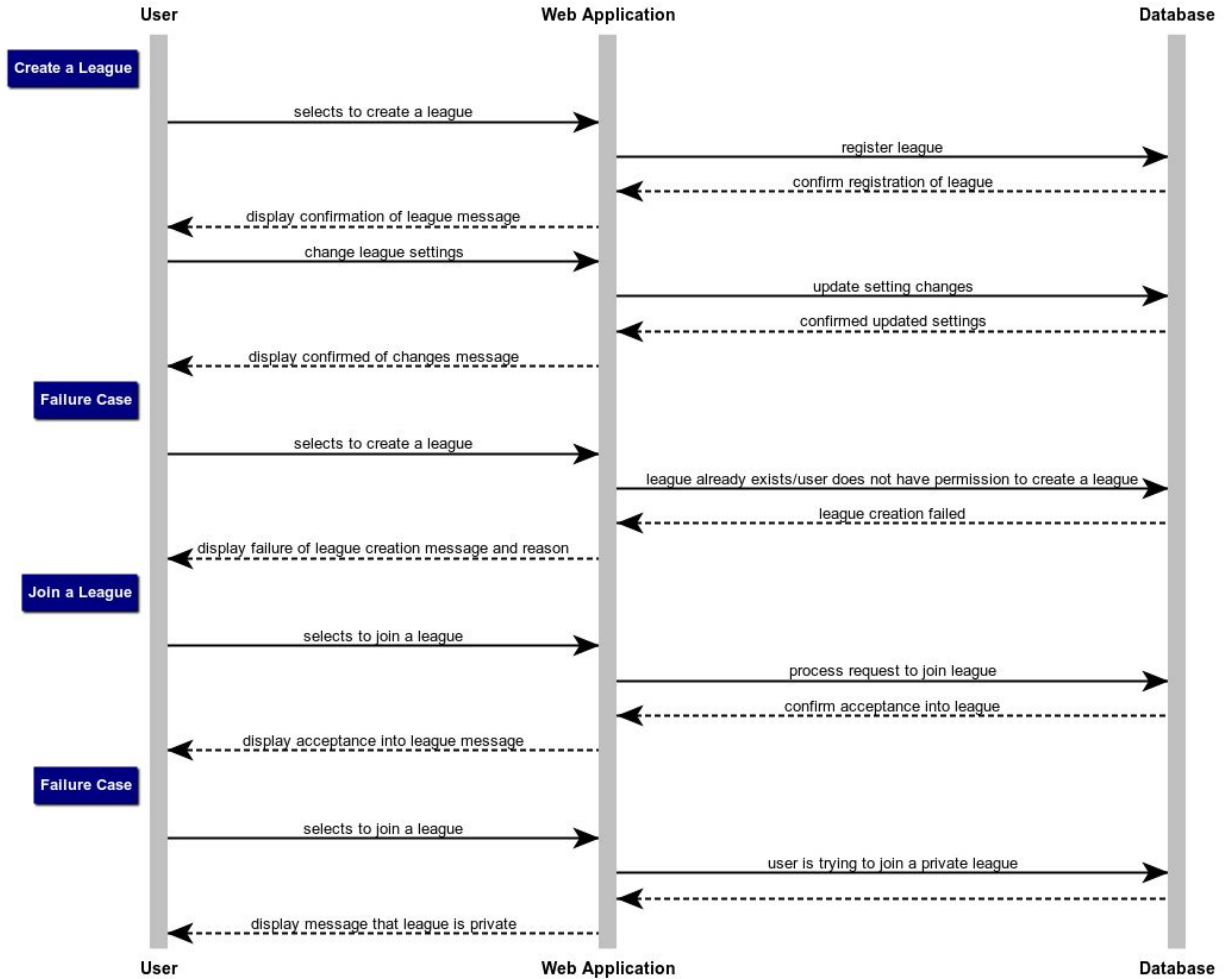 User
Web Application
Database
Create a League
selects to create a league
register league
confirm registration of league
display confirmation of league message
change league settings
update setting changes
confirmed updated settings
display confirmed of changes message
Failure Case
selects to create a league
league already exists/user does not have permission to create a league
league creation failed
display failure of league creation message and reason
Join a League
selects to join a league
process request to join league
confirm acceptance into league
display acceptance into league message
Failure Case
selects to join a league
user is trying to join a private league
display message that league is private
User
Web Application
Database